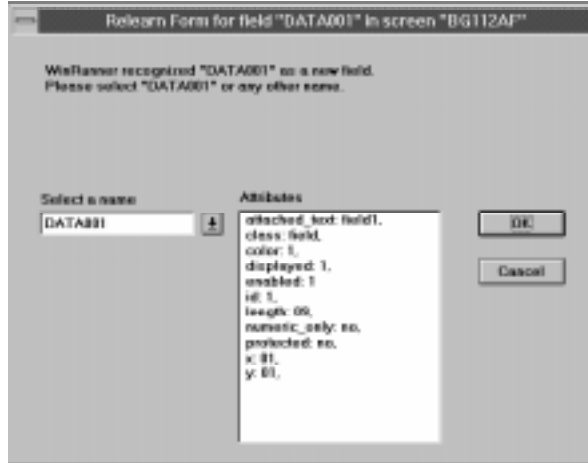 Relearn Form for field "DATA001" in screen "BG112AF"
WinRunner recognized "DATA001" as a new field.
Please select "DATA001" or any other name.
Select a name
Attributes
DATA001
attached_text: field1,
class: field,
color: 1,
displayed: 1,
enabled: 1
id: 1,
length: 09,
numeric_only: no,
protected: no,
x: 01,
y: 01,
OK
Cancel